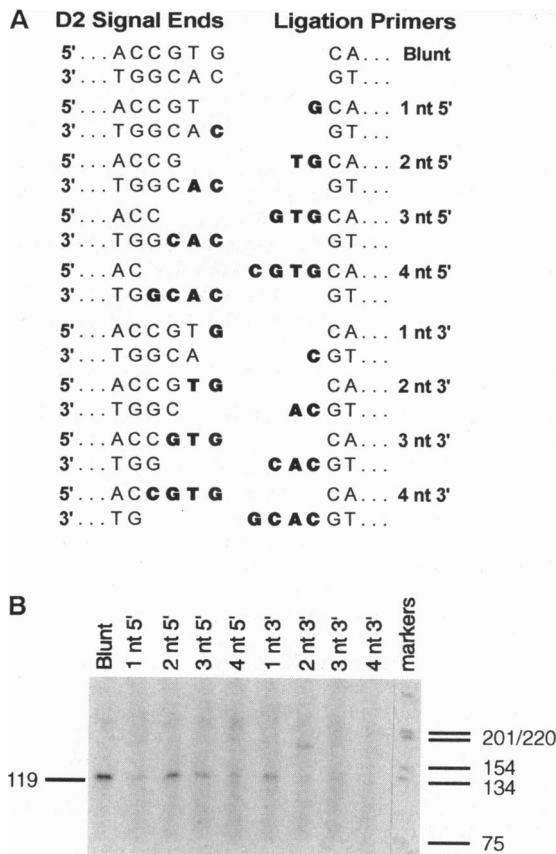 A
D2 Signal Ends Ligation Primers
5'...ACCGTG CA... Blunt
3'...TGGCAC GT...
5'...ACCGT GCA... 1 nt 5'
3'...TGGCAC GT...
5'...ACCG TGCA... 2 nt 5'
3'...TGGCAC GT...
5'...ACC GTGCA... 3 nt 5'
3'...TGGCAC GT...
5'...AC CGTGCA... 4 nt 5'
3'...TGGCAC GT...
5'...ACCGTG CA... 1 nt 3'
3'...TGGCA CGT...
5'...ACCGTG CA... 2 nt 3'
3'...TGGC ACGT...
5'...ACCGTG CA... 3 nt 3'
3'...TGG CACGT...
5'...ACCGTG CA... 4 nt 3'
3'...TG GCACGT...
B
Blunt 1 nt 5' 2 nt 5' 3 nt 5' 4 nt 5' 1 nt 3' 2 nt 3' 3 nt 3' 4 nt 3' markers
201/220
154
119
134
75